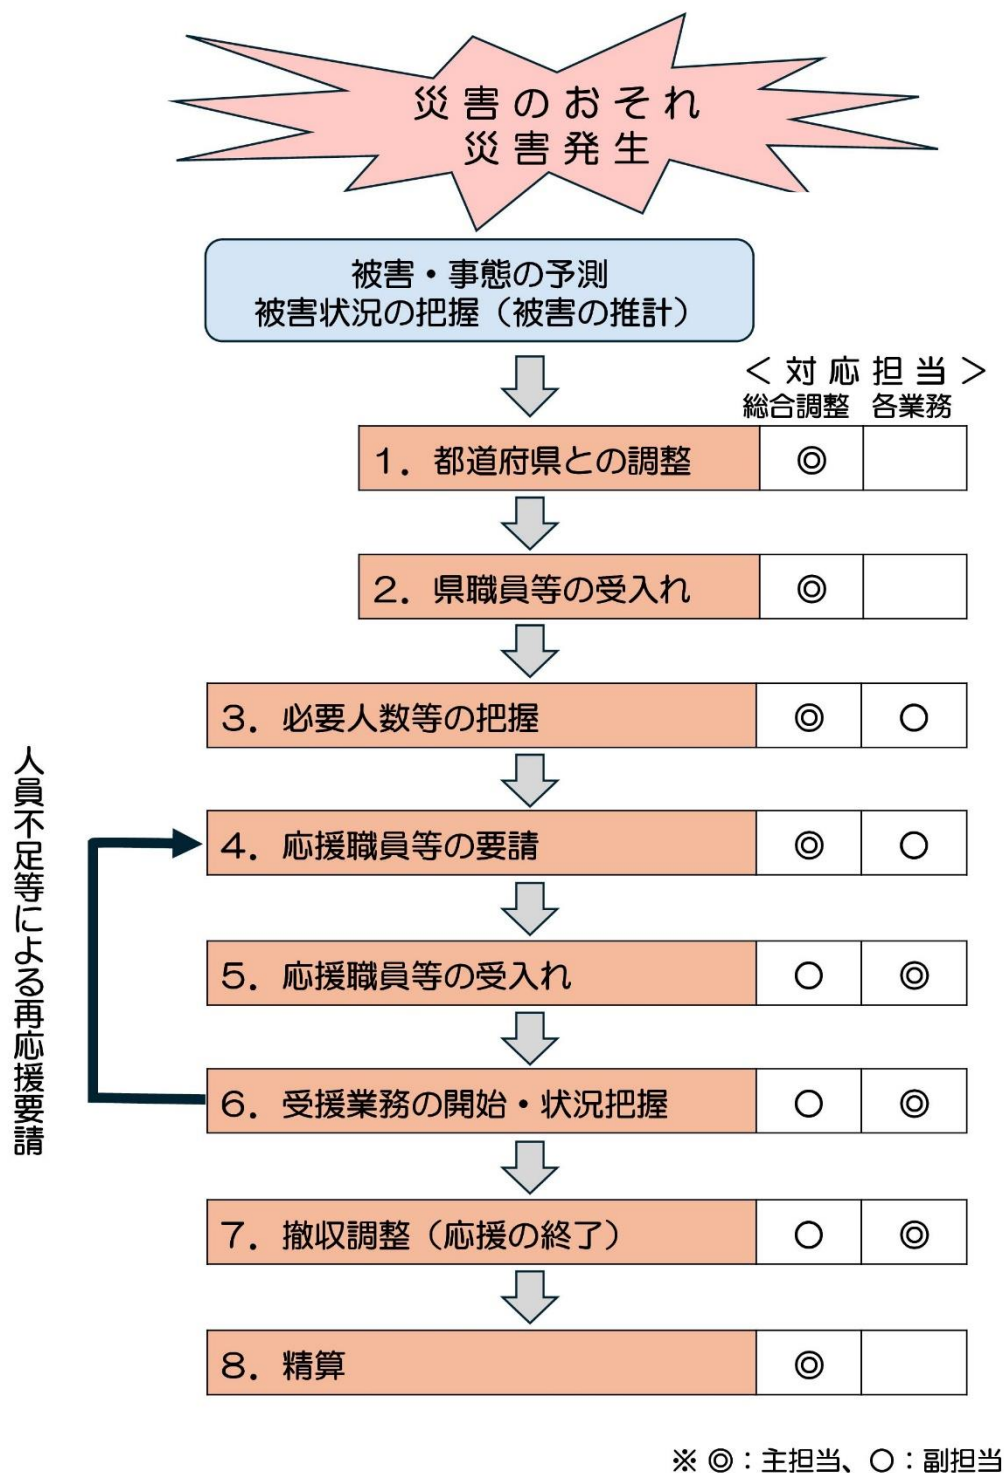 災害のおそれ
災害発生
被害・事態の予測
被害状況の把握（被害の推計）
＜対応担当＞
総合調整 各業務
１．都道府県との調整 ◎
２．県職員等の受入れ ◎
３．必要人数等の把握 ◎ ○
４．応援職員等の要請 ◎ ○
５．応援職員等の受入れ ○ ◎
６．受援業務の開始・状況把握 ○ ◎
７．撤収調整（応援の終了） ○ ◎
８．精算 ◎
人員不足等による再応援要請
※ ◎：主担当、○：副担当